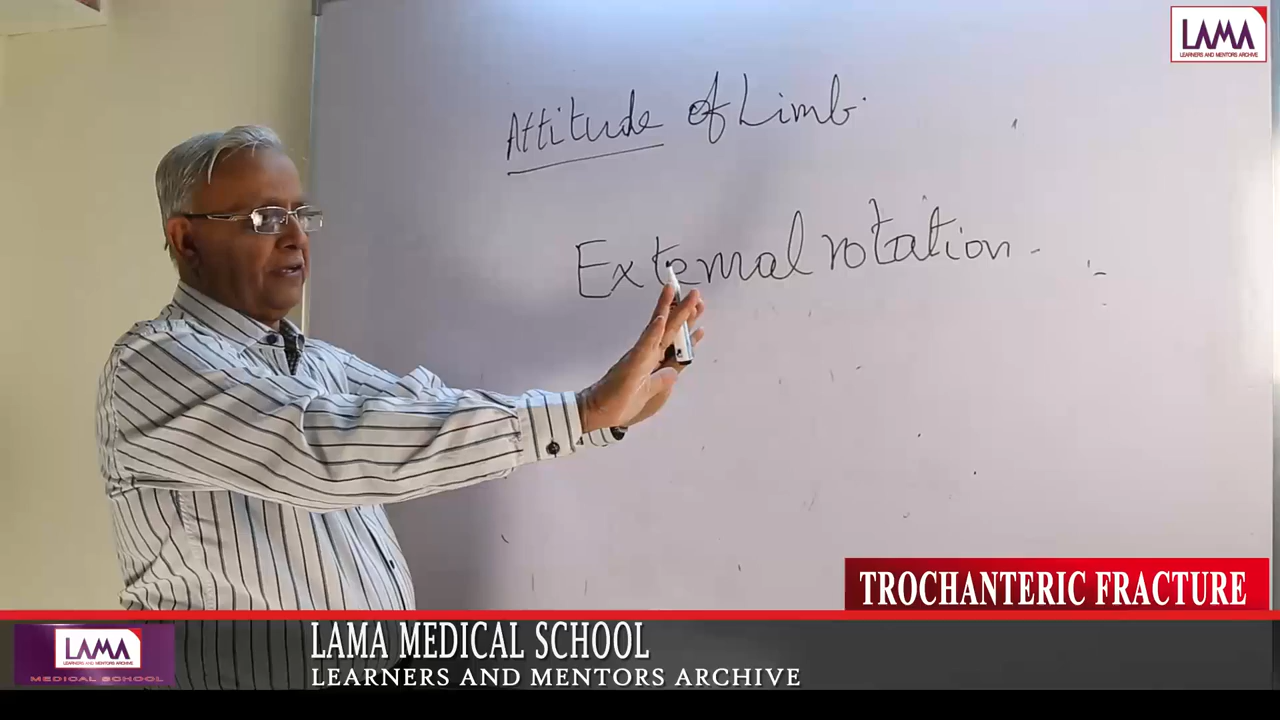 LAMA
LEARNERS AND MENTORS ARCHIVE
Attitude of Limb.
External rotation -
TROCHANTERIC FRACTURE
LAMA
LEARNERS AND MENTORS ARCHIVE
MEDICAL SCHOOL
LAMA MEDICAL SCHOOL
LEARNERS AND MENTORS ARCHIVE